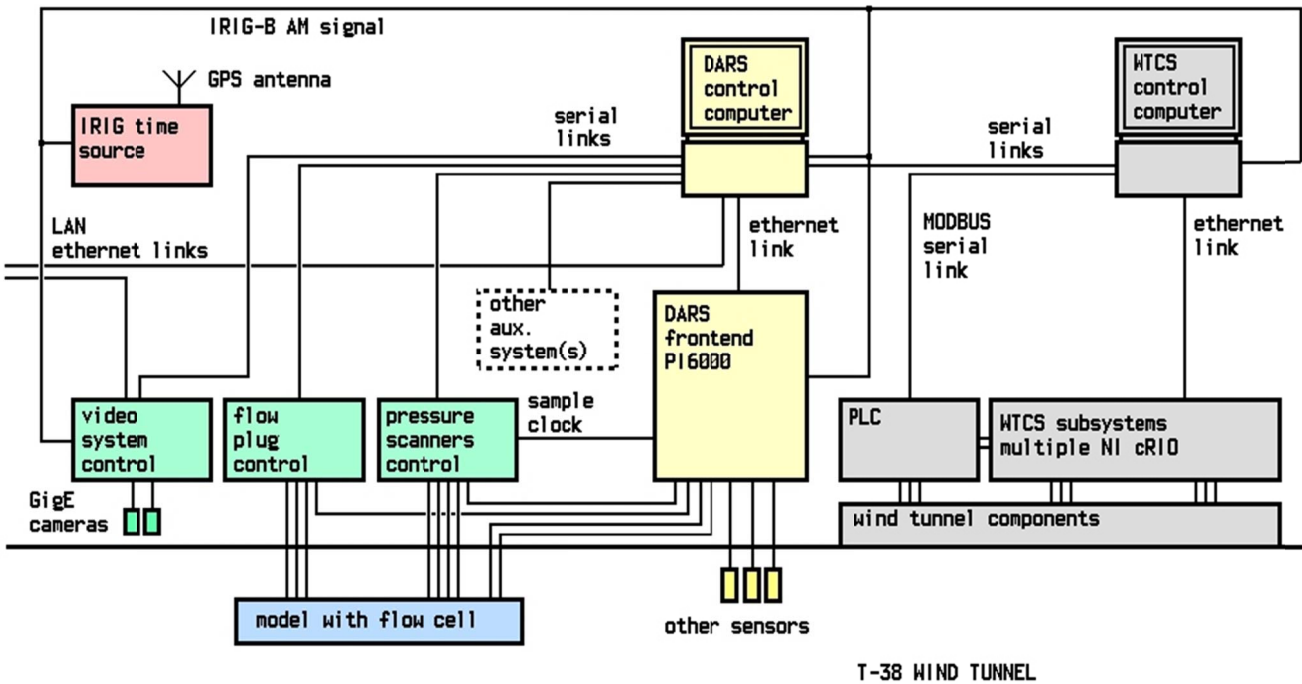 IRIG-B AM signal
GPS antenna
IRIG time
source
DARS
control
computer
WTCS
control
computer
serial
links
serial
links
LAN
ethernet links
ethernet
link
MODBUS
serial
link
ethernet
link
other
aux.
system(s)
DARS
frontend
PI6000
video
system
control
flow
plug
control
pressure
scanners
control
sample
clock
PLC
WTCS subsystems
multiple NI cRIO
GigE
cameras
wind tunnel components
model with flow cell
other sensors
T-38 WIND TUNNEL